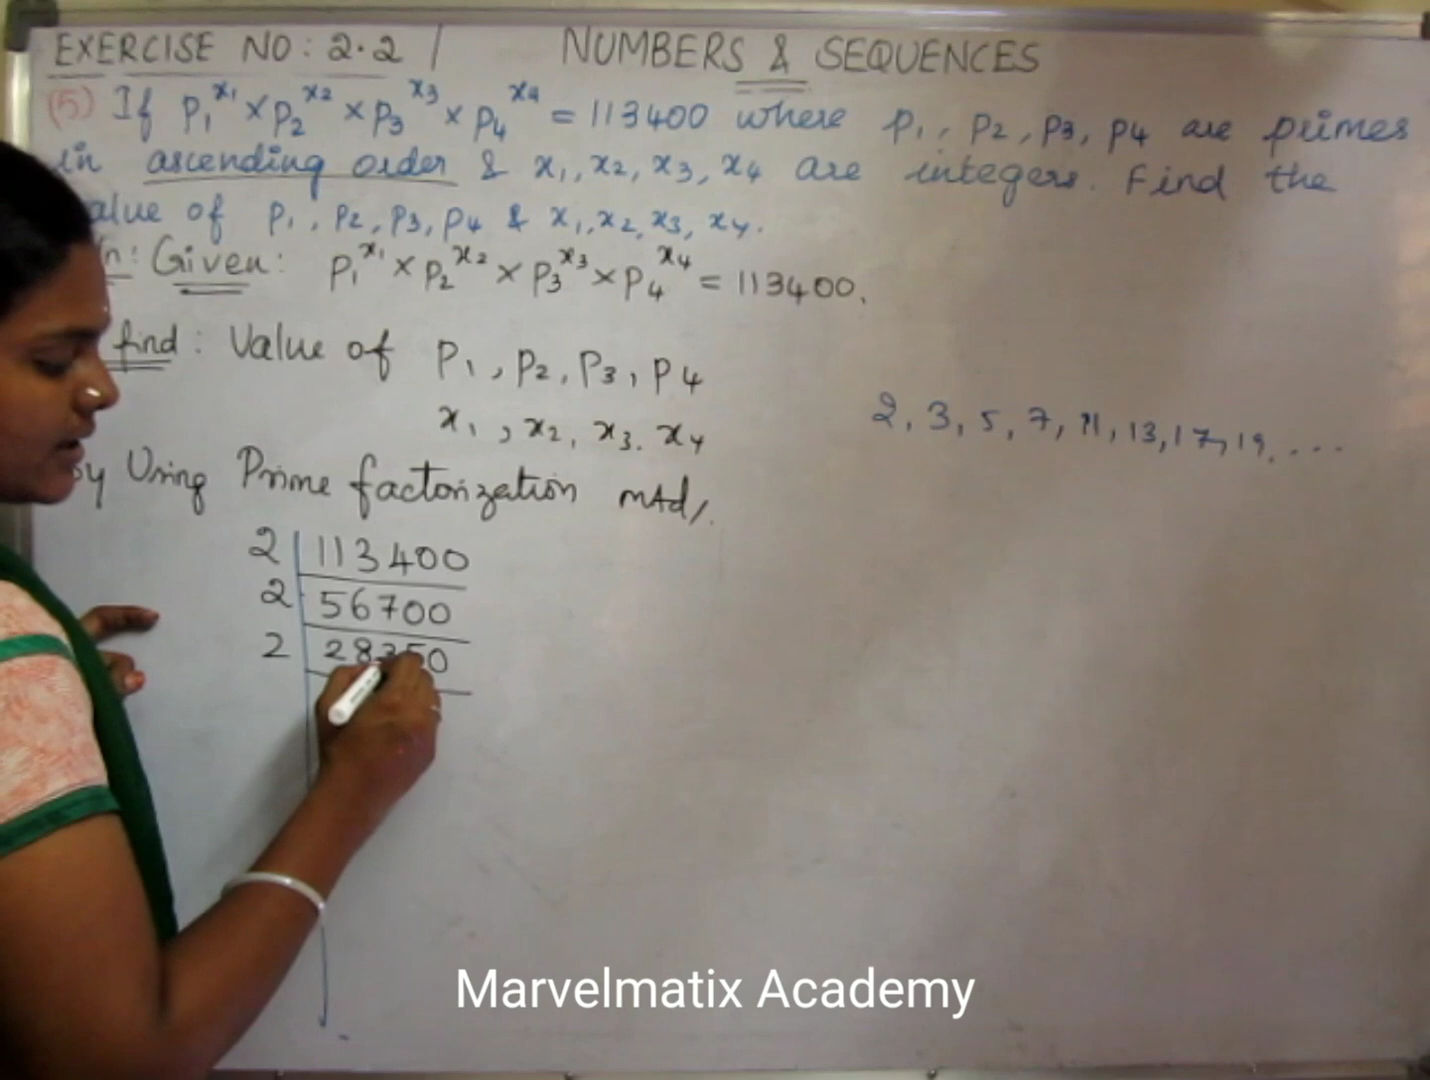 EXERCISE NO: 2.2 / NUMBERS & SEQUENCES
(5) If p₁^x₁ × p₂^x₂ × p₃^x₃ × p₄^x₄ = 113400 where p₁, p₂, p₃, p₄ are primes
in ascending order & x₁, x₂, x₃, x₄ are integers. Find the
alue of p₁, p₂, p₃, p₄ & x₁, x₂, x₃, x₄.
n: Given: p₁^x₁ × p₂^x₂ × p₃^x₃ × p₄^x₄ = 113400.
find: Value of P₁, P₂, P₃, P₄
x₁, x₂, x₃. x₄
2, 3, 5, 7, 11, 13, 17, 19, ...
By Using Prime factorization mtd,
2 | 113400
2 | 56700
2 | 28350
Marvelmatix Academy